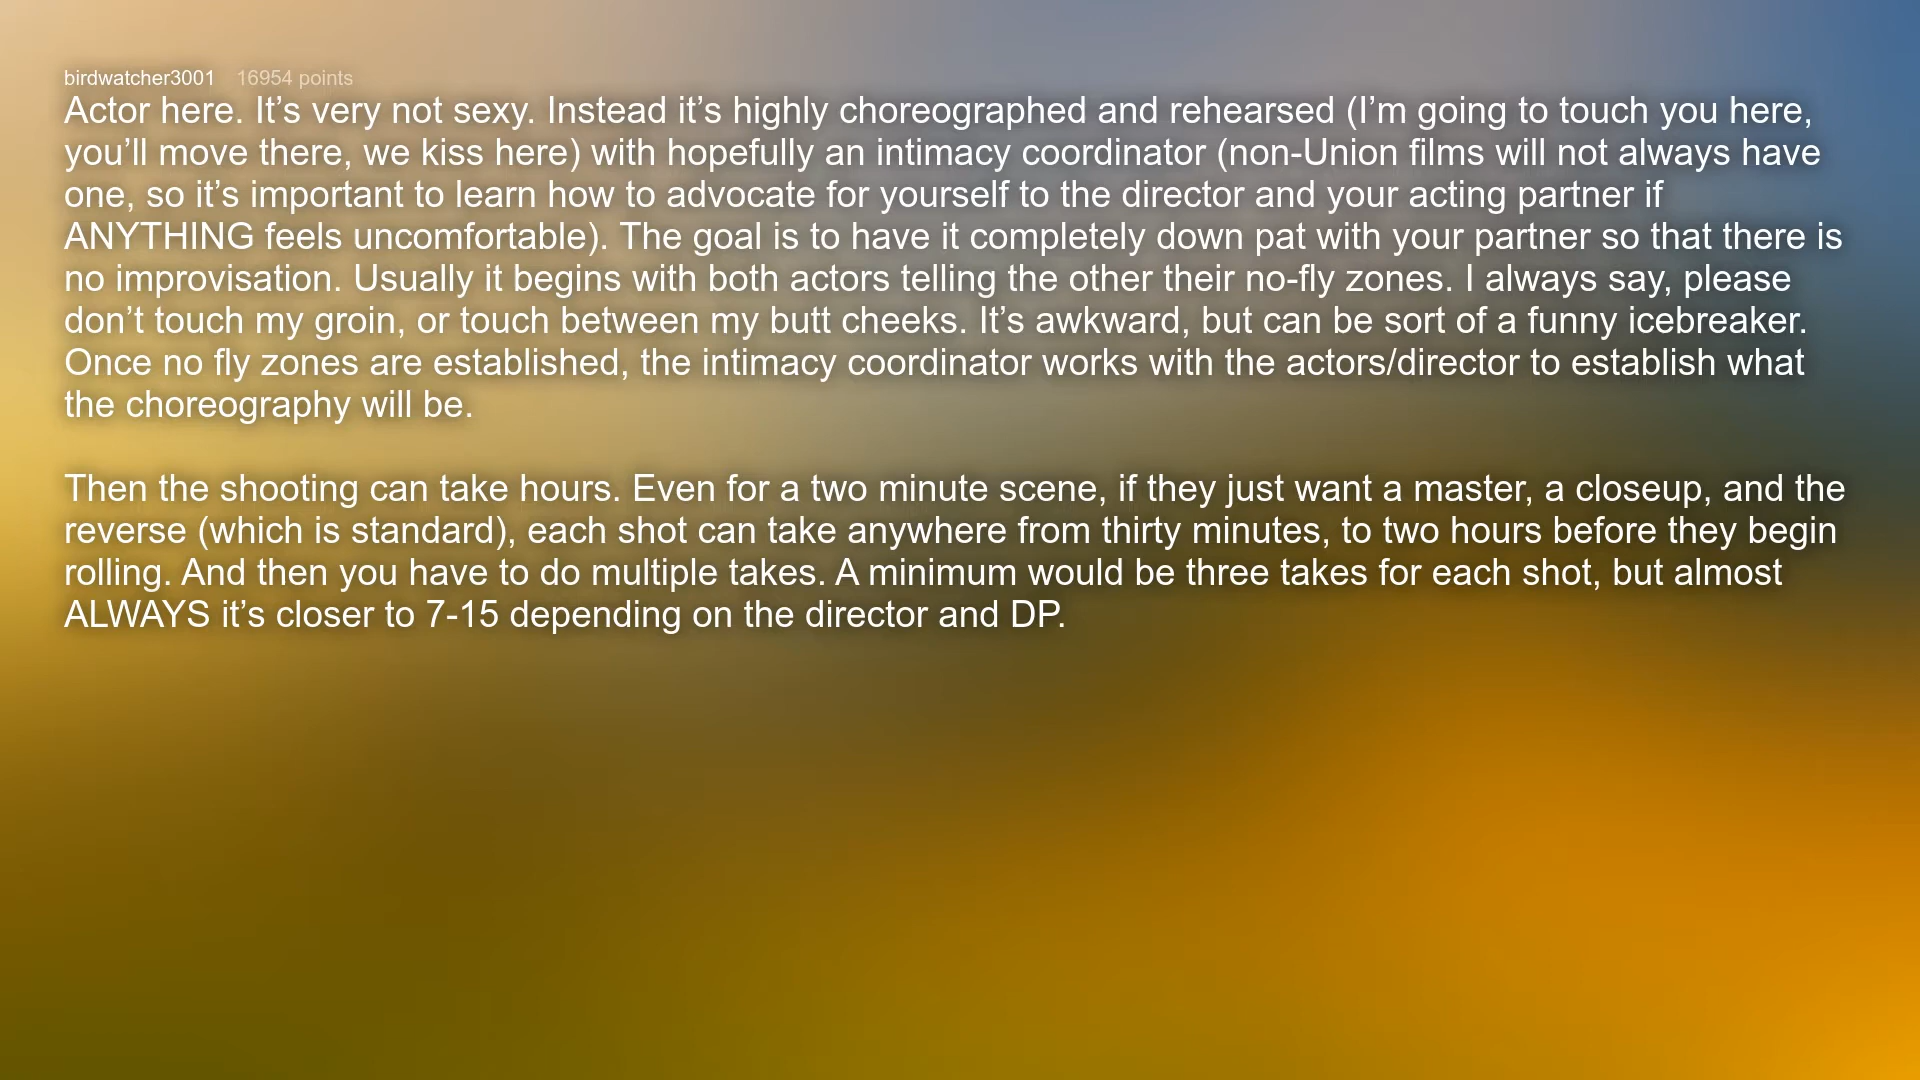 birdwatcher3001 16954 points
Actor here. It’s very not sexy. Instead it’s highly choreographed and rehearsed (I’m going to touch you here,
you’ll move there, we kiss here) with hopefully an intimacy coordinator (non-Union films will not always have
one, so it’s important to learn how to advocate for yourself to the director and your acting partner if
ANYTHING feels uncomfortable). The goal is to have it completely down pat with your partner so that there is
no improvisation. Usually it begins with both actors telling the other their no-fly zones. I always say, please
don’t touch my groin, or touch between my butt cheeks. It’s awkward, but can be sort of a funny icebreaker.
Once no fly zones are established, the intimacy coordinator works with the actors/director to establish what
the choreography will be.
Then the shooting can take hours. Even for a two minute scene, if they just want a master, a closeup, and the
reverse (which is standard), each shot can take anywhere from thirty minutes, to two hours before they begin
rolling. And then you have to do multiple takes. A minimum would be three takes for each shot, but almost
ALWAYS it’s closer to 7-15 depending on the director and DP.